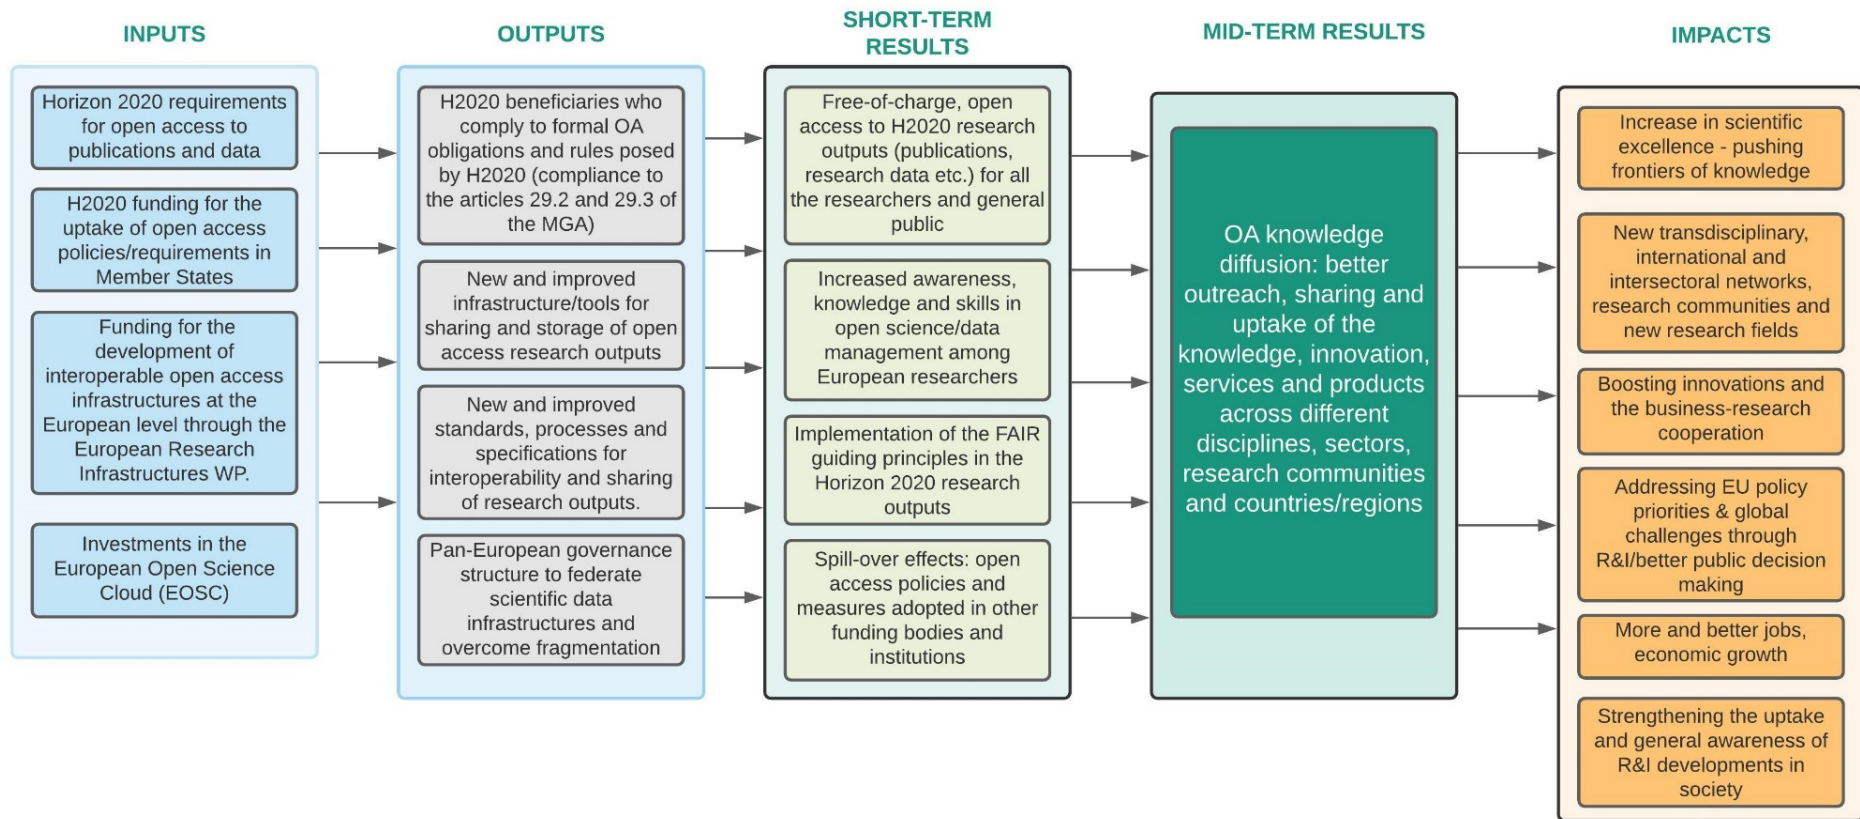 INPUTS
Horizon 2020 requirements
for open access to
publications and data
H2020 funding for the
uptake of open access
policies/requirements in
Member States
Funding for the
development of
interoperable open access
infrastructures at the
European level through the
European Research
Infrastructures WP.
Investments in the
European Open Science
Cloud (EOSC)
OUTPUTS
H2020 beneficiaries who
comply to formal OA
obligations and rules posed
by H2020 (compliance to
the articles 29.2 and 29.3 of
the MGA)
New and improved
infrastructure/tools for
sharing and storage of open
access research outputs
New and improved
standards, processes and
specifications for
interoperability and sharing
of research outputs.
Pan-European governance
structure to federate
scientific data
infrastructures and
overcome fragmentation
SHORT-TERM
RESULTS
Free-of-charge, open
access to H2020 research
outputs (publications,
research data etc.) for all
the researchers and general
public
Increased awareness,
knowledge and skills in
open science/data
management among
European researchers
Implementation of the FAIR
guiding principles in the
Horizon 2020 research
outputs
Spill-over effects: open
access policies and
measures adopted in other
funding bodies and
institutions
MID-TERM RESULTS
OA knowledge
diffusion: better
outreach, sharing and
uptake of the
knowledge, innovation,
services and products
across different
disciplines, sectors,
research communities
and countries/regions
IMPACTS
Increase in scientific
excellence - pushing
frontiers of knowledge
New transdisciplinary,
international and
intersectoral networks,
research communities and
new research fields
Boosting innovations and
the business-research
cooperation
Addressing EU policy
priorities & global
challenges through
R&I/better public decision
making
More and better jobs,
economic growth
Strengthening the uptake
and general awareness of
R&I developments in
society